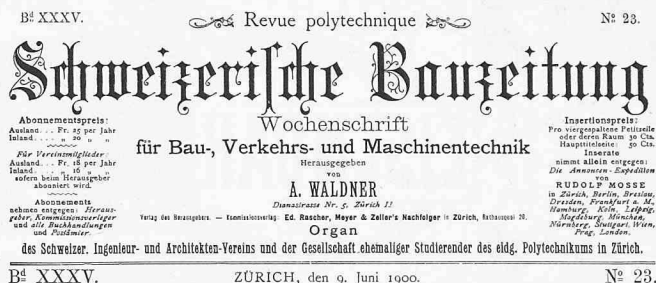 Bd XXXV.
Revue polytechnique
No 23.
Schweizerische Bauzeitung
Abonnementspreis:
Ausland . . . Fr. 25 per Jahr
Inland . . . . „ 20 „ „
Für Vereinsmitglieder:
Ausland . . . Fr. 18 per Jahr
Inland . . . . „ 16 „ „
sofern beim Herausgeber
abonniert wird.
Abonnements
nehmen entgegen: Heraus-
geber, Kommissionsverleger
und alle Buchhandlungen
und Postämter.
Wochenschrift
für Bau-, Verkehrs- und Maschinentechnik
Herausgegeben
von
A. WALDNER
Dianastrasse Nr. 5, Zürich II.
Verlag des Herausgebers. — Kommissionsverlag: Ed. Rascher, Meyer & Zeller's Nachfolger in Zürich, Rathausquai 20.
Organ
Insertionspreis:
Pro viergespaltene Petitzeile
oder deren Raum 30 Cts.
Haupttitelseite: 50 Cts.
Inserate
nimmt allein entgegen:
Die Annoncen-Expedition
von
RUDOLF MOSSE
in Zürich, Berlin, Breslau,
Dresden, Frankfurt a. M.,
Hamburg, Köln, Leipzig,
Magdeburg, München,
Nürnberg, Stuttgart, Wien,
Prag, London.
des Schweizer. Ingenieur- und Architekten-Vereins und der Gesellschaft ehemaliger Studierender des eidg. Polytechnikums in Zürich.
Bd XXXV.
ZÜRICH, den 9. Juni 1900.
No 23.